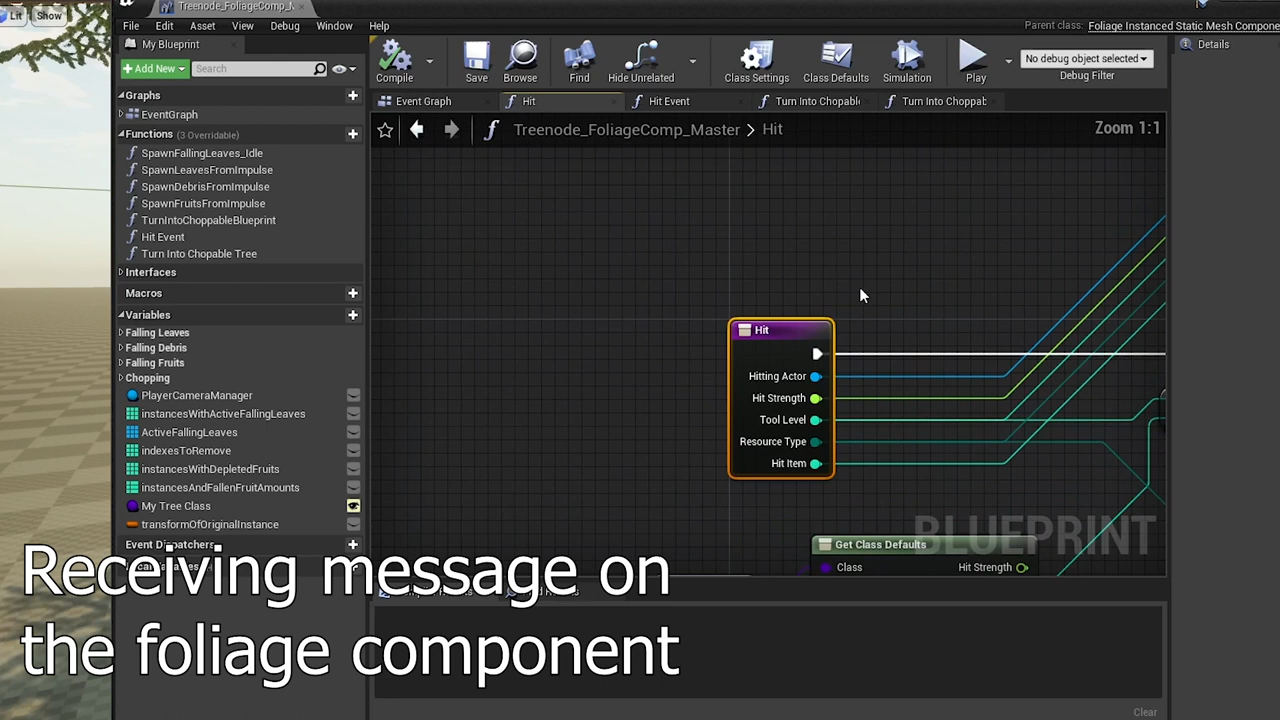 Lit
Show
Treenode_FoliageComp_M
File Edit Asset View Debug Window Help
Parent class: Foliage Instanced Static Mesh Compone
My Blueprint
Details
Add New
Search
Compile
Save
Browse
Find
Hide Unrelated
Class Settings
Class Defaults
Simulation
Play
No debug object selected
Debug Filter
Event Graph
Hit
Hit Event
Turn Into Chopable
Turn Into Choppab
Treenode_FoliageComp_Master > Hit
Zoom 1:1
Graphs
EventGraph
Functions (3 Overridable)
SpawnFallingLeaves_Idle
SpawnLeavesFromImpulse
SpawnDebrisFromImpulse
SpawnFruitsFromImpulse
TurnIntoChoppableBlueprint
Hit Event
Turn Into Chopable Tree
Interfaces
Macros
Variables
Falling Leaves
Falling Debris
Falling Fruits
Chopping
PlayerCameraManager
instancesWithActiveFallingLeaves
ActiveFallingLeaves
indexesToRemove
instancesWithDepletedFruits
instancesAndFallenFruitAmounts
My Tree Class
transformOfOriginalInstance
Event Dispatchers
Hit
Hitting Actor
Hit Strength
Tool Level
Resource Type
Hit Item
BLUEPRINT
Get Class Defaults
Class
Hit Strength
Receiving message on
the foliage component
Clear